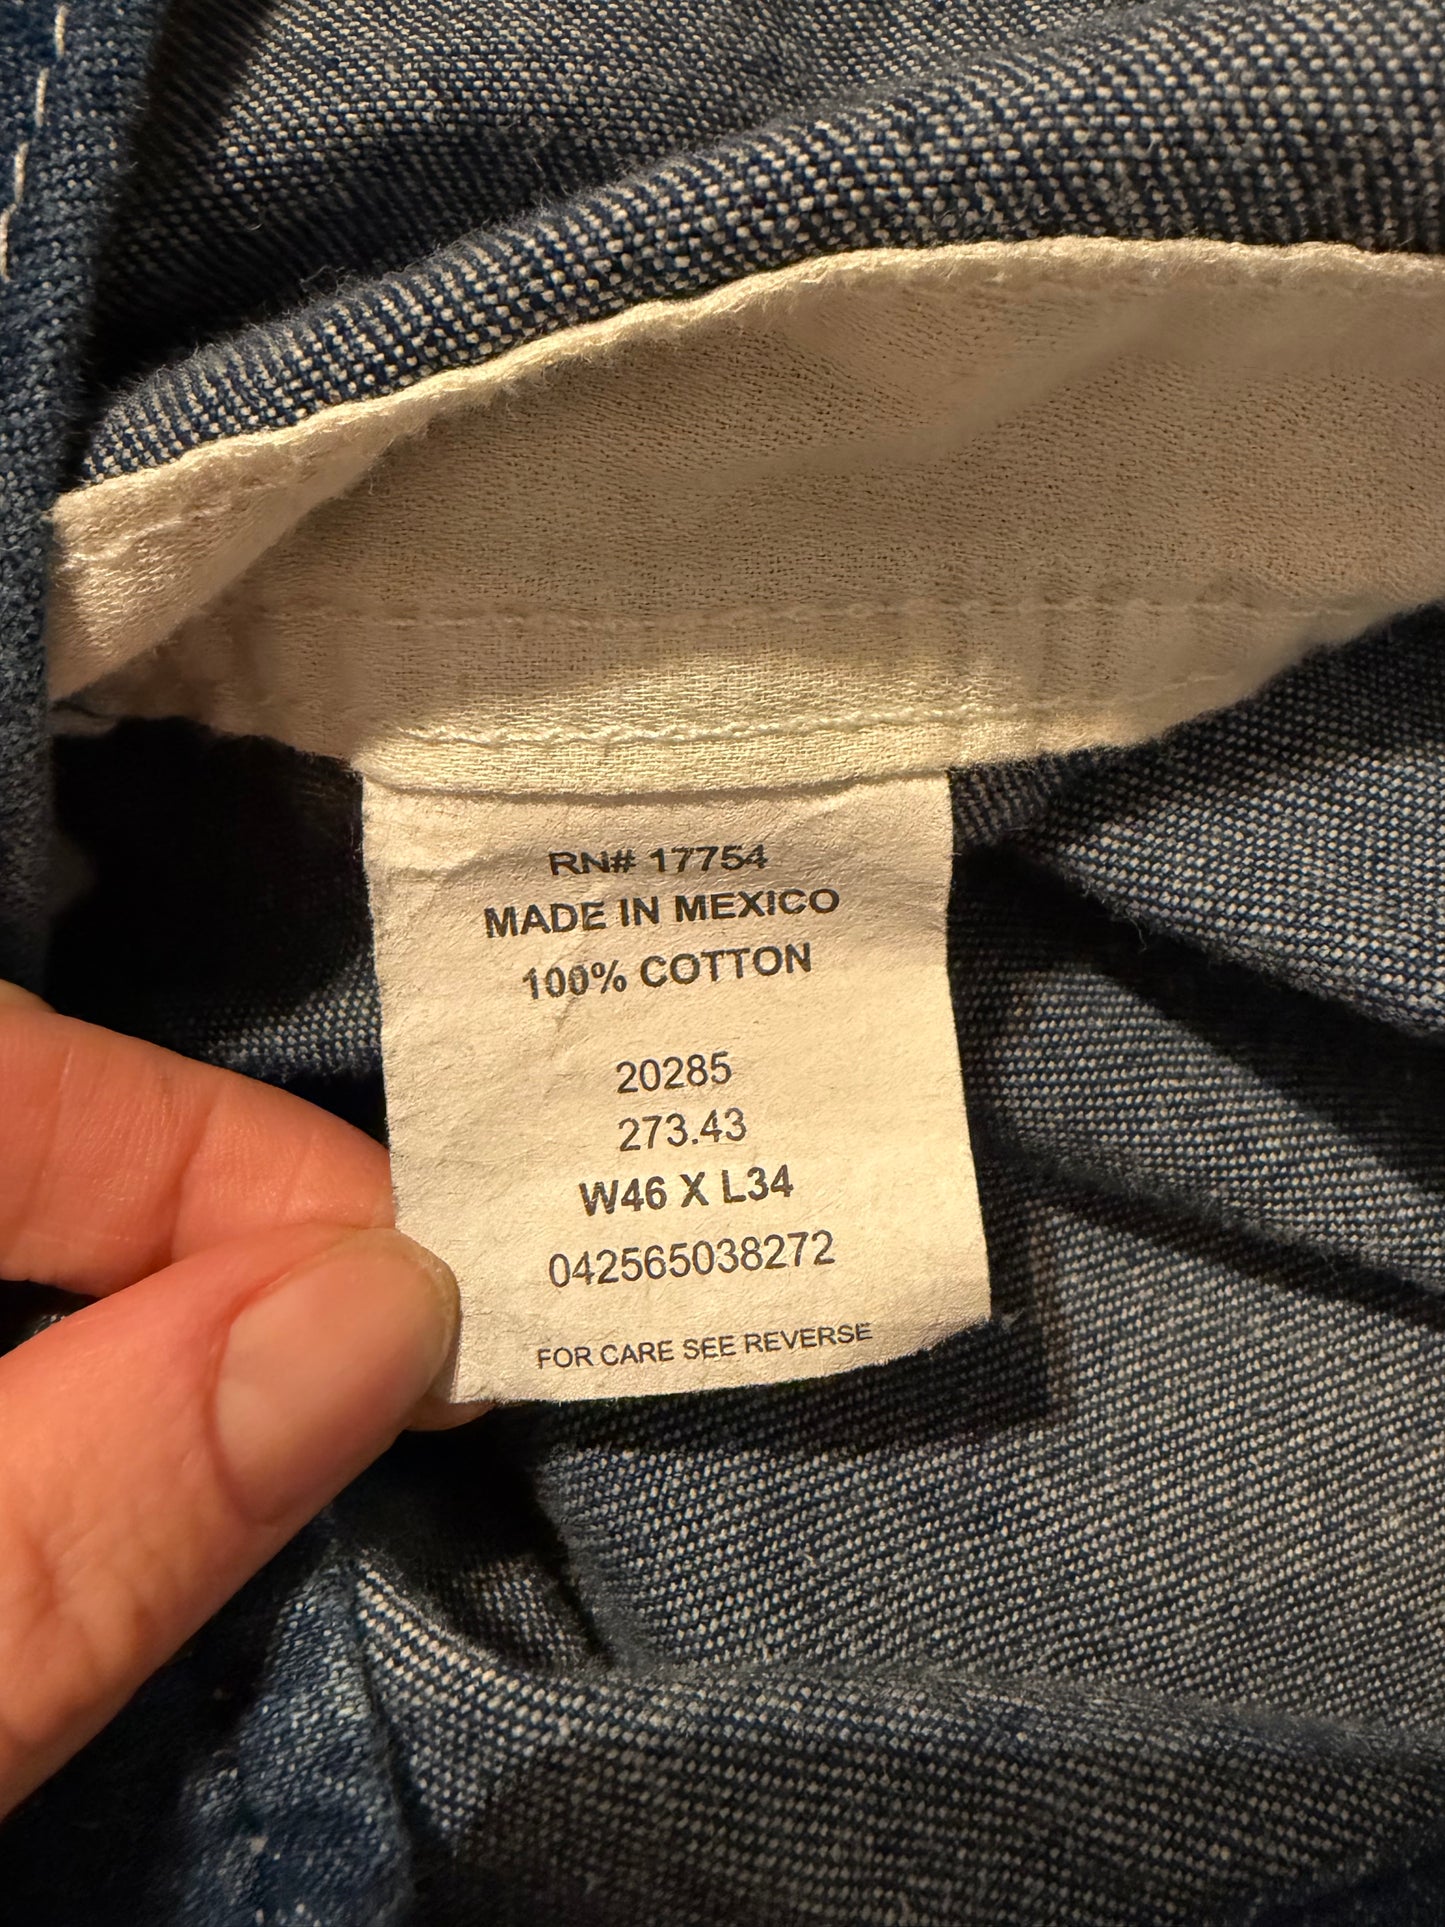 RN# 17754
MADE IN MEXICO
100% COTTON
20285
273.43
W46 X L34
042565038272
FOR CARE SEE REVERSE